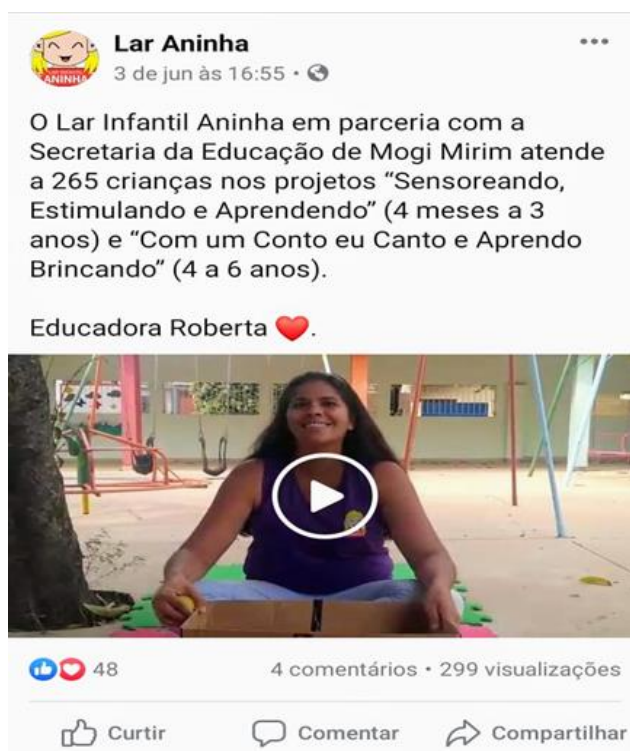 Lar Aninha
3 de jun às 16:55 •
O Lar Infantil Aninha em parceria com a
Secretaria da Educação de Mogi Mirim atende
a 265 crianças nos projetos “Sensoreando,
Estimulando e Aprendendo” (4 meses a 3
anos) e “Com um Conto eu Canto e Aprendo
Brincando” (4 a 6 anos).
Educadora Roberta ❤️.
48
4 comentários • 299 visualizações
Curtir
Comentar
Compartilhar
ANINHA